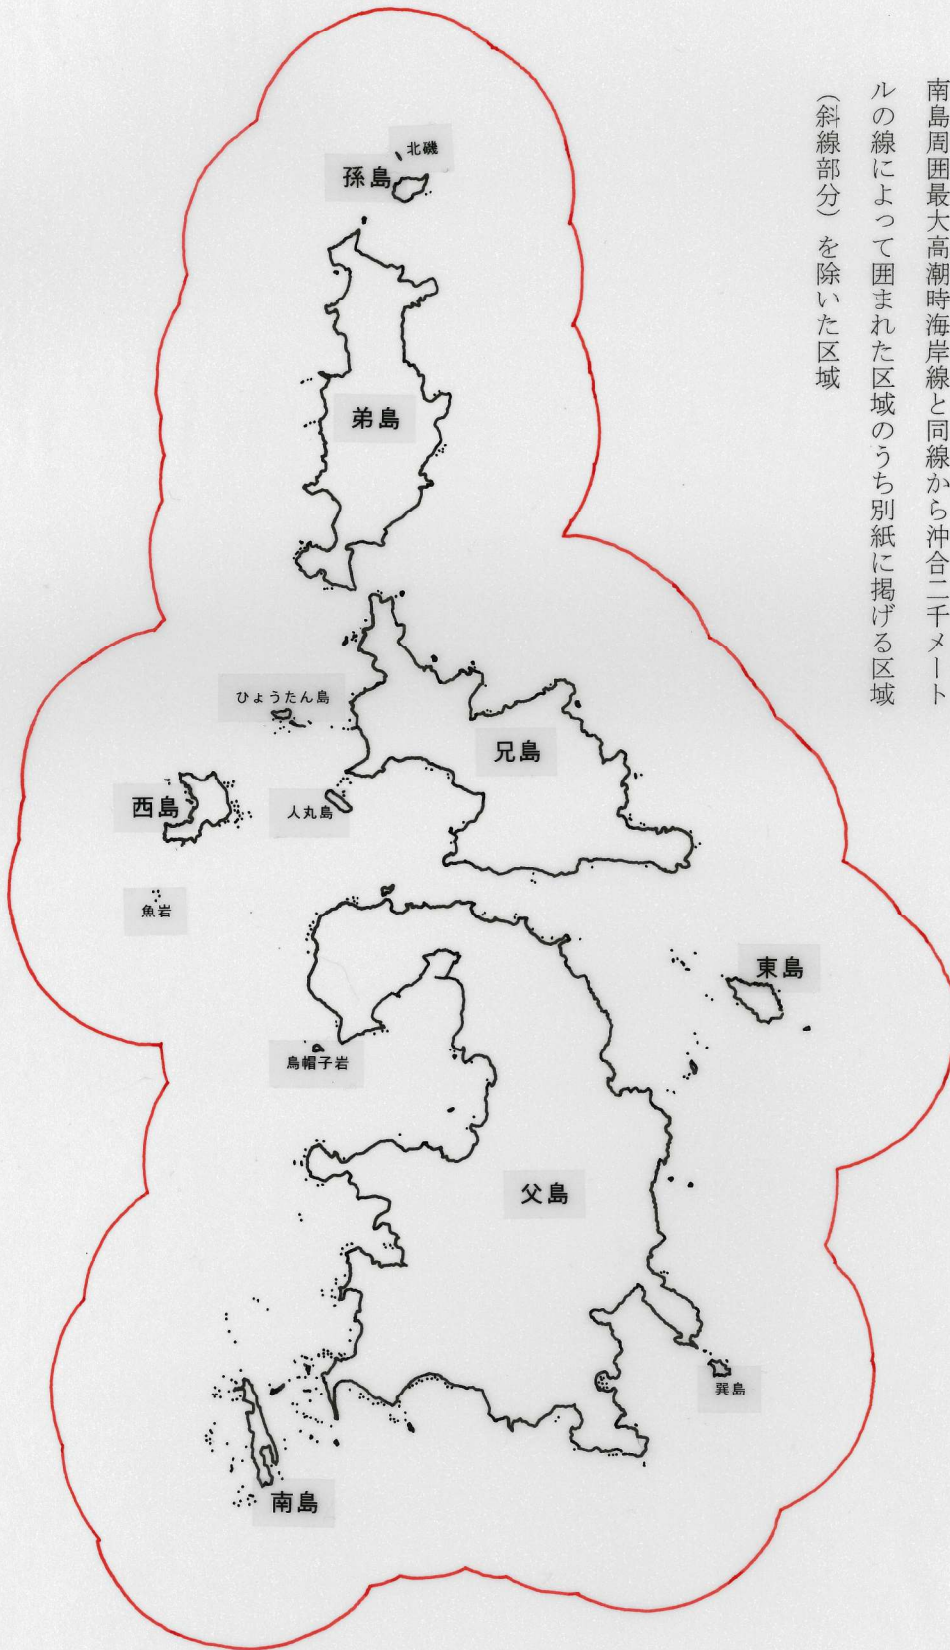 南島周囲最大高潮時海岸線と同線から沖合二千メート
ルの線によって囲まれた区域のうち別紙に掲げる区域
（斜線部分）を除いた区域
北磯
孫島
弟島
ひょうたん島
兄島
西島
人丸島
魚岩
東島
烏帽子岩
父島
巽島
南島